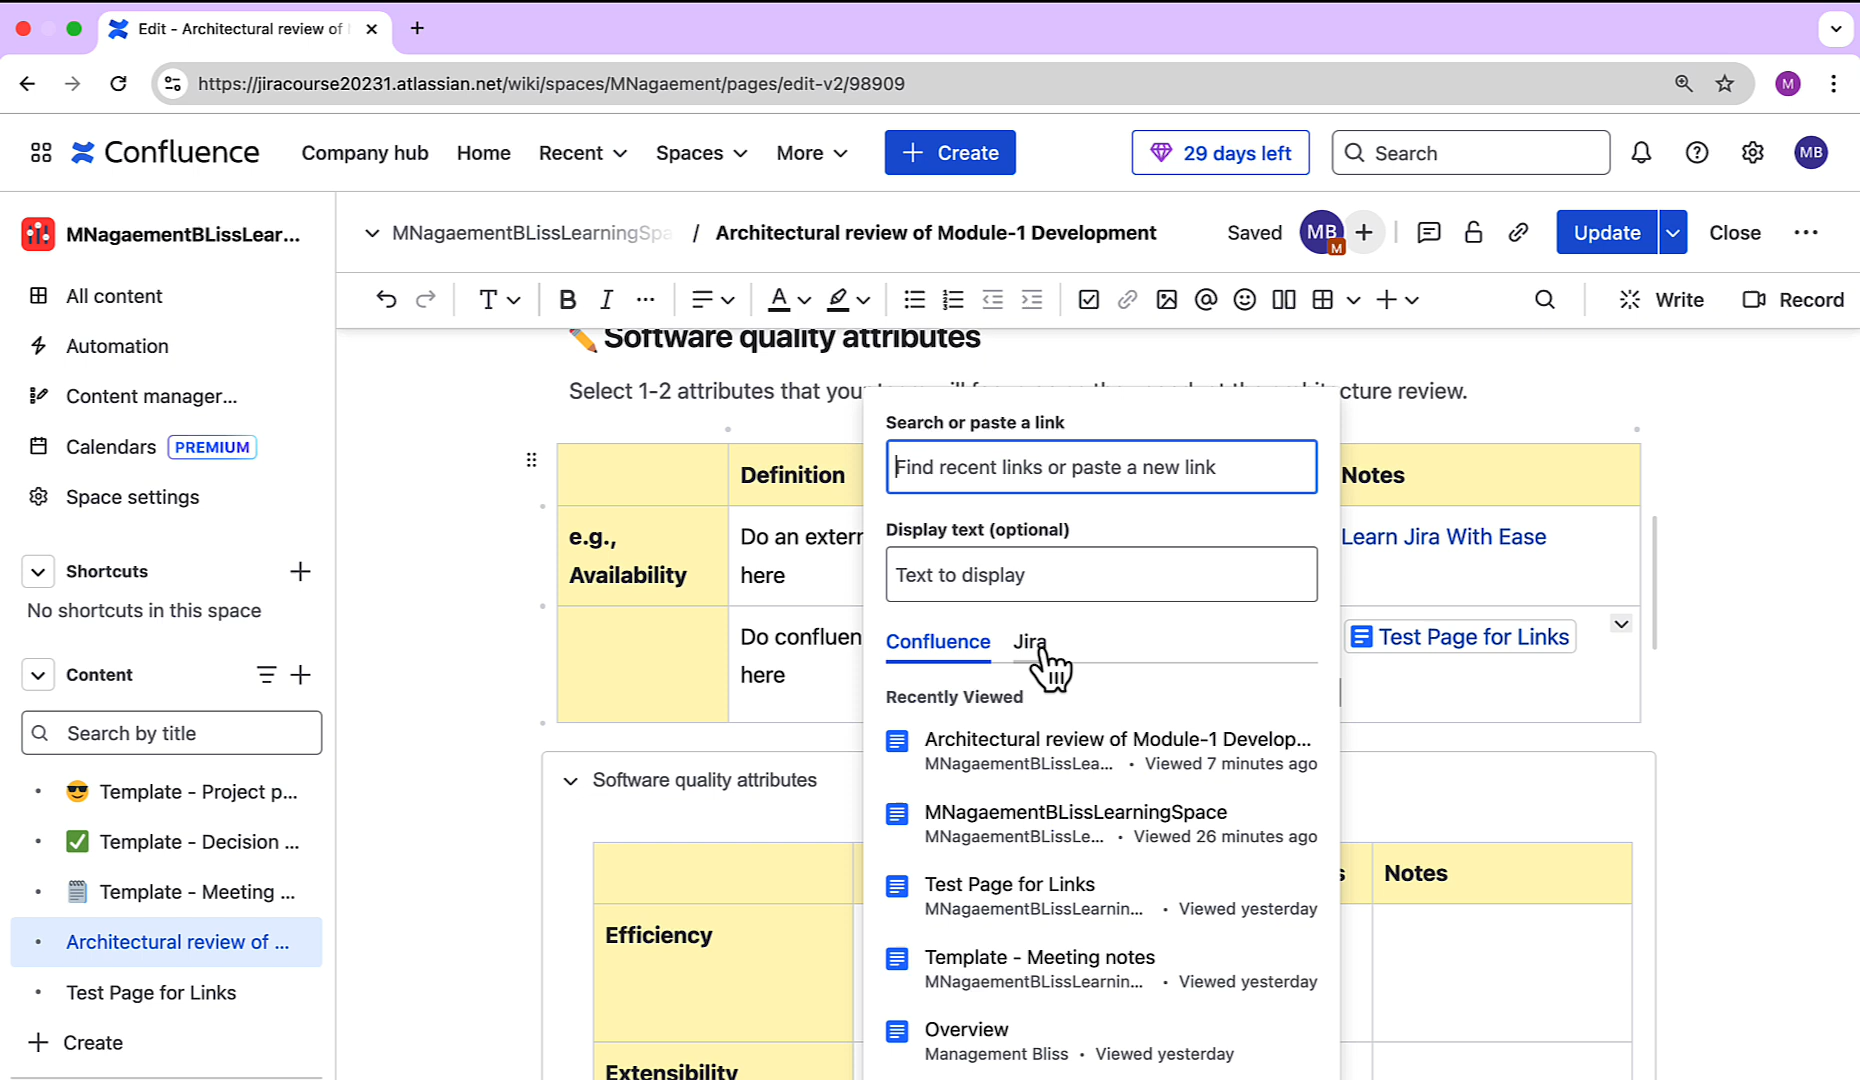 Edit - Architectural review of
https://jiracourse20231.atlassian.net/wiki/spaces/MNagaement/pages/edit-v2/98909
M
Confluence
Company hub
Home
Recent
Spaces
More
Create
29 days left
Search
MB
MNagaementBLissLear...
MNagaementBLissLearningSpa / Architectural review of Module-1 Development
Saved
MB
M
Update
Close
All content
Automation
Content manager...
Calendars PREMIUM
Space settings
Shortcuts
No shortcuts in this space
Content
Search by title
Template - Project p...
Template - Decision ...
Template - Meeting ...
Architectural review of ...
Test Page for Links
Create
T
B
I
A
Write
Record
Software quality attributes
Select 1-2 attributes that your
cture review.
Definition
Notes
e.g.,
Availability
Do an extern
here
Learn Jira With Ease
Do confluen
here
Test Page for Links
Search or paste a link
Find recent links or paste a new link
Display text (optional)
Text to display
Confluence
Jira
Recently Viewed
Architectural review of Module-1 Develop...
MNagaementBLissLea... • Viewed 7 minutes ago
MNagaementBLissLearningSpace
MNagaementBLissLe... • Viewed 26 minutes ago
Test Page for Links
MNagaementBLissLearnin... • Viewed yesterday
Template - Meeting notes
MNagaementBLissLearnin... • Viewed yesterday
Overview
Management Bliss • Viewed yesterday
Software quality attributes
s
Notes
Efficiency
Extensibility